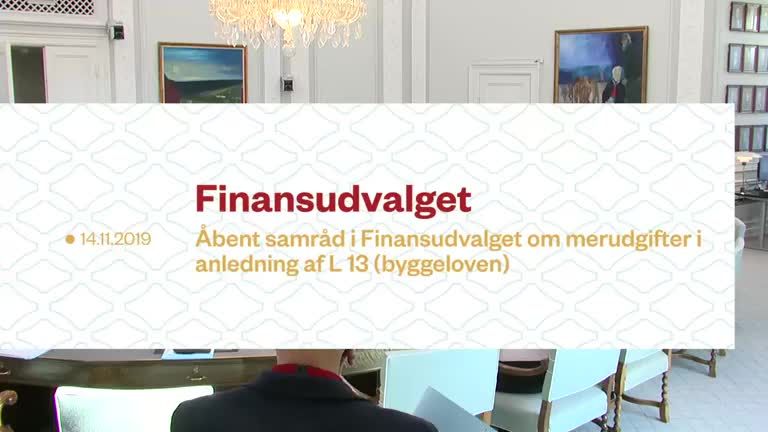 Finansudvalget
● 14.11.2019
Åbent samråd i Finansudvalget om merudgifter i
anledning af L 13 (byggeloven)